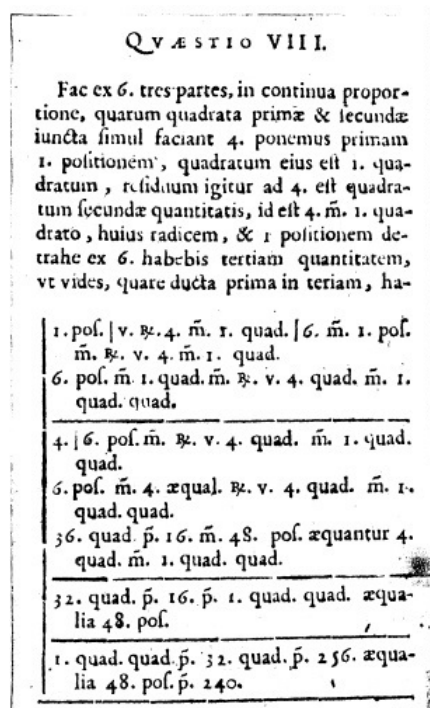 QVÆSTIO VIII.
Fac ex 6. tres partes, in continua propor-
tione, quarum quadrata primæ & secundæ
iuncta simul faciant 4. ponemus primam
1. positionem, quadratum eius est 1. qua-
dratum, residuum igitur ad 4. est quadra-
tum secundæ quantitatis, id est 4. m̃. 1. qua-
drato, huius radicem, & 1 positionem de-
trahe ex 6. habebis tertiam quantitatem,
vt vides, quare ducta prima in teriam, ha-
1. pos. | v. ℞. 4. m̃. 1. quad. | 6. m̃. 1. pos.
m̃. ℞. v. 4. m̃. 1. quad.
6. pos. m̃ 1. quad. m̃. ℞. v. 4. quad. m̃. 1.
quad. quad.
4. | 6. pos. m̃. ℞. v. 4. quad. m̃. 1. quad.
quad.
6. pos. m̃. 4. æqual. ℞. v. 4. quad. m̃. 1.
quad. quad.
36. quad. p̃. 16. m̃. 48. pos. æquantur 4.
quad. m̃. 1. quad. quad.
32. quad. p̃. 16. p̃. 1. quad. quad. æqua-
lia 48. pos.
1. quad. quad. p̃. 32. quad. p̃. 256. æqua-
lia 48. pos. p̃. 240.